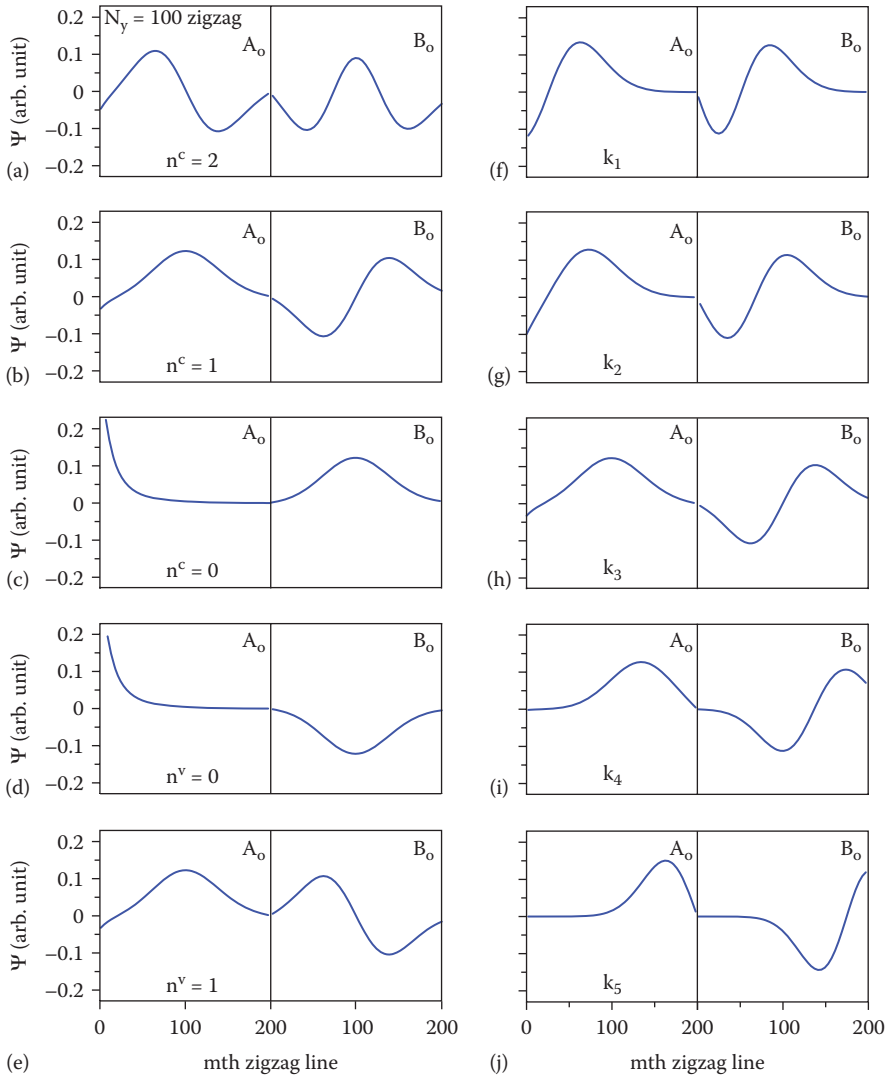 N_y = 100 zigzag
Ψ (arb. unit)
0.2
0.1
0
−0.1
−0.2
A_o
B_o
n^c = 2
(a)
A_o
B_o
k_1
(f)
Ψ (arb. unit)
0.2
0.1
0
−0.1
−0.2
A_o
B_o
n^c = 1
(b)
A_o
B_o
k_2
(g)
Ψ (arb. unit)
0.2
0.1
0
−0.1
−0.2
A_o
B_o
n^c = 0
(c)
A_o
B_o
k_3
(h)
Ψ (arb. unit)
0.2
0.1
0
−0.1
−0.2
A_o
B_o
n^v = 0
(d)
A_o
B_o
k_4
(i)
Ψ (arb. unit)
0.2
0.1
0
−0.1
−0.2
A_o
B_o
n^v = 1
(e)
0 100 200 100 200
mth zigzag line
A_o
B_o
k_5
(j)
0 100 200 100 200
mth zigzag line